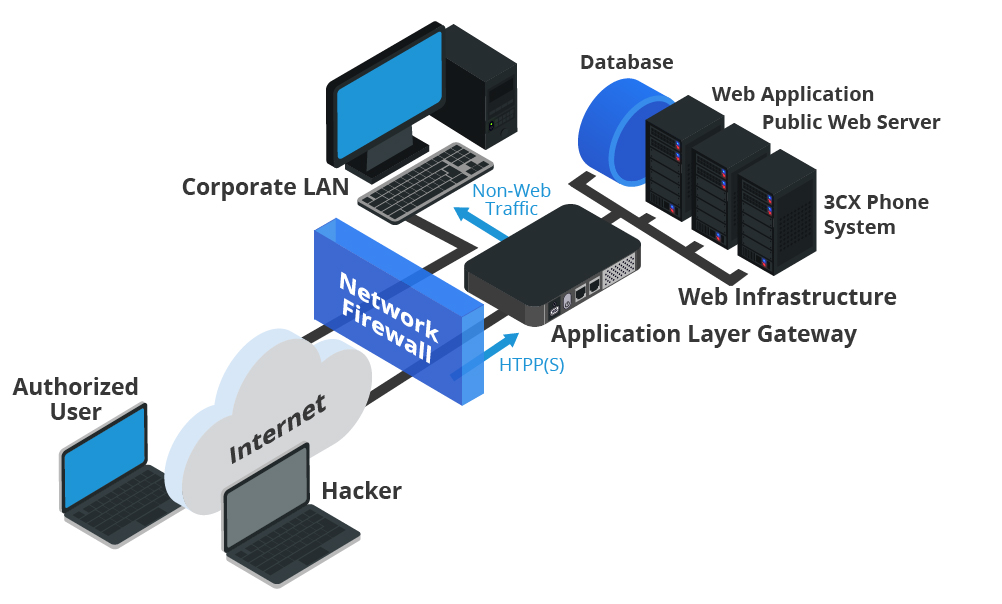 Database
Web Application
Public Web Server
Corporate LAN
Non-Web
Traffic
3CX Phone
System
Web Infrastructure
Network
Firewall
Application Layer Gateway
HTPP(S)
Authorized
User
Internet
Hacker